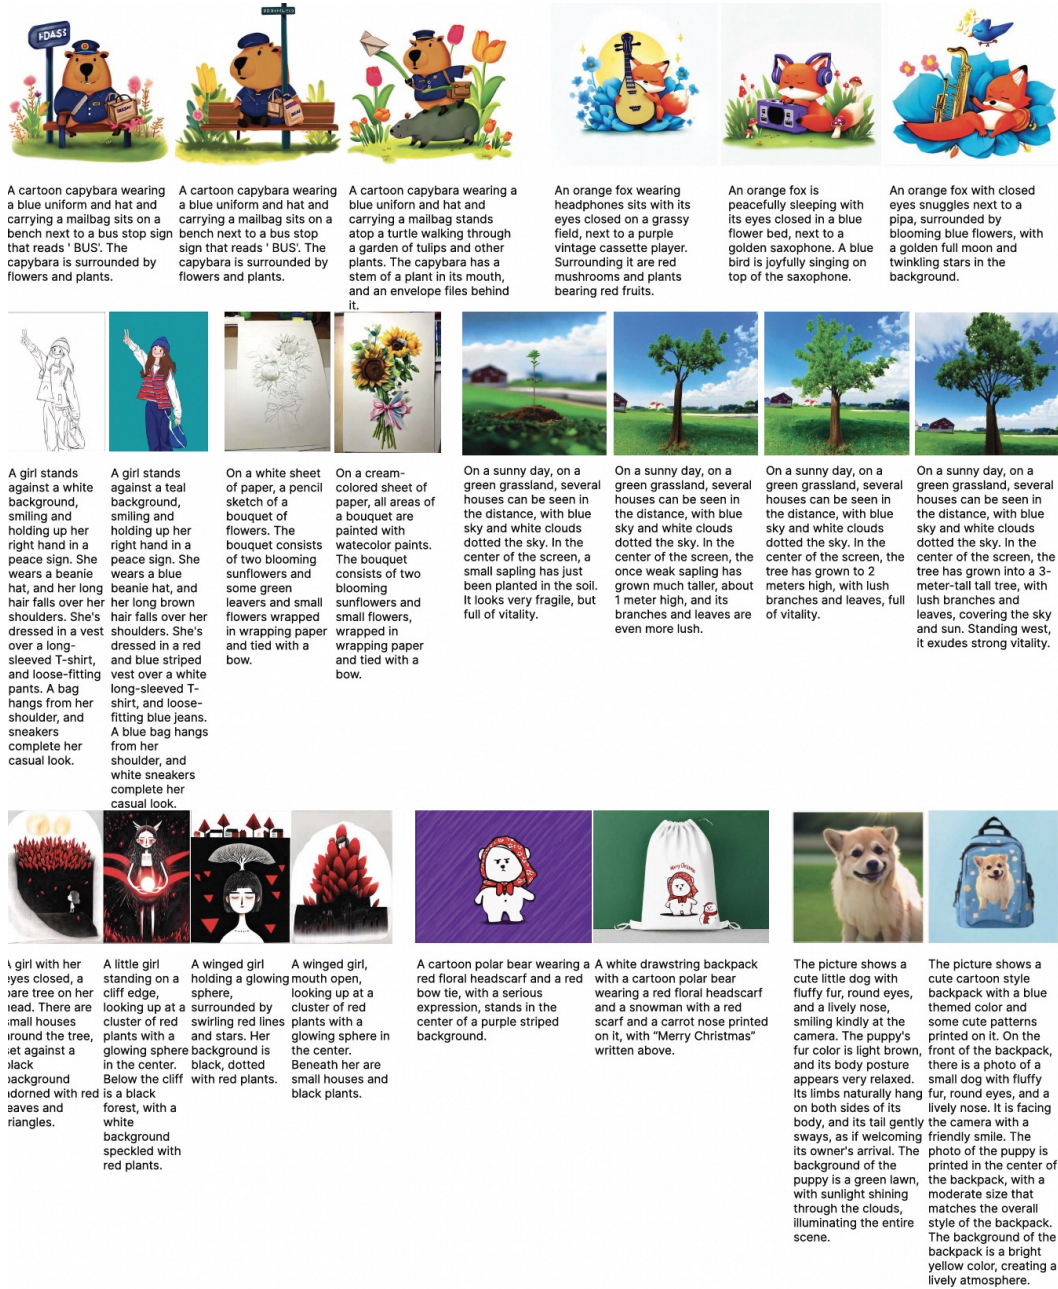 A cartoon capybara wearing
a blue uniform and hat and
carrying a mailbag sits on a
bench next to a bus stop sign
that reads ' BUS'. The
capybara is surrounded by
flowers and plants.
A cartoon capybara wearing
a blue uniform and hat and
carrying a mailbag sits on a
bench next to a bus stop
sign that reads ' BUS'. The
capybara is surrounded by
flowers and plants.
A cartoon capybara wearing a
blue uniforn and hat and
carrying a mailbag stands
atop a turtle walking through
a garden of tulips and other
plants. The capybara has a
stem of a plant in its mouth,
and an envelope files behind
it.
An orange fox wearing
headphones sits with its
eyes closed on a grassy
field, next to a purple
vintage cassette player.
Surrounding it are red
mushrooms and plants
bearing red fruits.
An orange fox is
peacefully sleeping with
its eyes closed in a blue
flower bed, next to a
golden saxophone. A blue
bird is joyfully singing on
top of the saxophone.
An orange fox with closed
eyes snuggles next to a
pipa, surrounded by
blooming blue flowers, with
a golden full moon and
twinkling stars in the
background.
A girl stands
against a white
background,
smiling and
holding up her
right hand in a
peace sign. She
wears a beanie
hat, and her long
hair falls over her
shoulders. She's
dressed in a vest
over a long-
sleeved T-shirt,
and loose-fitting
pants. A bag
hangs from her
shoulder, and
sneakers
complete her
casual look.
A girl stands
against a teal
background,
smiling and
holding up her
right hand in a
peace sign. She
wears a blue
beanie hat, and
her long brown
hair falls over her
shoulders. She's
dressed in a red
and blue striped
vest over a white
long-sleeved T-
shirt, and loose-
fitting blue jeans.
A blue bag hangs
from her
shoulder, and
white sneakers
complete her
casual look.
On a white sheet
of paper, a pencil
sketch of a
bouquet of
flowers. The
bouquet consists
of two blooming
sunflowers and
some green
leavers and small
flowers wrapped
in wrapping paper
and tied with a
bow.
On a cream-
colored sheet of
paper, all areas of
a bouquet are
painted with
watecolor paints.
The bouquet
consists of two
blooming
sunflowers and
small flowers,
wrapped in
wrapping paper
and tied with a
bow.
On a sunny day, on a
green grassland, several
houses can be seen in
the distance, with blue
sky and white clouds
dotted the sky. In the
center of the screen, a
small sapling has just
been planted in the soil.
It looks very fragile, but
full of vitality.
On a sunny day, on a
green grassland, several
houses can be seen in
the distance, with blue
sky and white clouds
dotted the sky. In the
center of the screen, the
once weak sapling has
grown much taller, about
1 meter high, and its
branches and leaves are
even more lush.
On a sunny day, on a
green grassland, several
houses can be seen in
the distance, with blue
sky and white clouds
dotted the sky. In the
center of the screen, the
tree has grown to 2
meters high, with lush
branches and leaves, full
of vitality.
On a sunny day, on a
green grassland, several
houses can be seen in
the distance, with blue
sky and white clouds
dotted the sky. In the
center of the screen, the
tree has grown into a 3-
meter-tall tall tree, with
lush branches and
leaves, covering the sky
and sun. Standing west,
it exudes strong vitality.
Merry Christmas
A girl with her
eyes closed, a
bare tree on her
head. There are
small houses
around the tree,
set against a
black
background
adorned with red
eaves and
riangles.
A little girl
standing on a
cliff edge,
looking up at a
cluster of red
plants with a
glowing sphere
in the center.
Below the cliff
is a black
forest, with a
white
background
speckled with
red plants.
A winged girl
holding a glowing
sphere,
surrounded by
swirling red lines
and stars. Her
background is
black, dotted
with red plants.
A winged girl,
mouth open,
looking up at a
cluster of red
plants with a
glowing sphere in
the center.
Beneath her are
small houses and
black plants.
A cartoon polar bear wearing a
red floral headscarf and a red
bow tie, with a serious
expression, stands in the
center of a purple striped
background.
A white drawstring backpack
with a cartoon polar bear
wearing a red floral headscarf
and a snowman with a red
scarf and a carrot nose printed
on it, with “Merry Christmas”
written above.
The picture shows a
cute little dog with
fluffy fur, round eyes,
and a lively nose,
smiling kindly at the
camera. The puppy's
fur color is light brown,
and its body posture
appears very relaxed.
Its limbs naturally hang
on both sides of its
body, and its tail gently
sways, as if welcoming
its owner's arrival. The
background of the
puppy is a green lawn,
with sunlight shining
through the clouds,
illuminating the entire
scene.
The picture shows a
cute cartoon style
backpack with a blue
themed color and
some cute patterns
printed on it. On the
front of the backpack,
there is a photo of a
small dog with fluffy
fur, round eyes, and a
lively nose. It is facing
the camera with a
friendly smile. The
photo of the puppy is
printed in the center of
the backpack, with a
moderate size that
matches the overall
style of the backpack.
The background of the
backpack is a bright
yellow color, creating a
lively atmosphere.